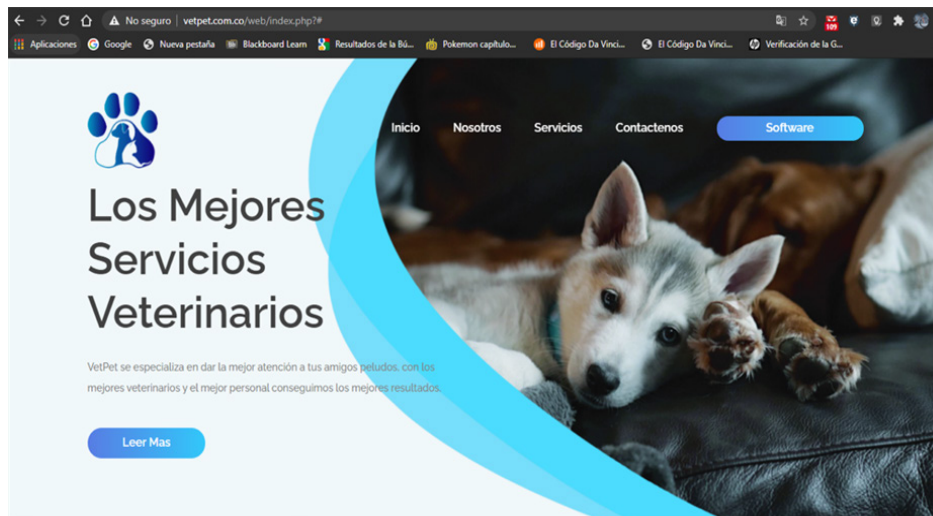 No seguro | vetpet.com.co/web/index.php?#
109
Aplicaciones Google Nueva pestaña Blackboard Learn Resultados de la Bú... Pokemon capítulo... El Código Da Vinci... El Código Da Vinci... Verificación de la G...
Inicio Nosotros Servicios Contactenos Software
Los Mejores
Servicios
Veterinarios
VetPet se especializa en dar la mejor atención a tus amigos peludos, con los
mejores veterinarios y el mejor personal conseguimos los mejores resultados.
Leer Mas